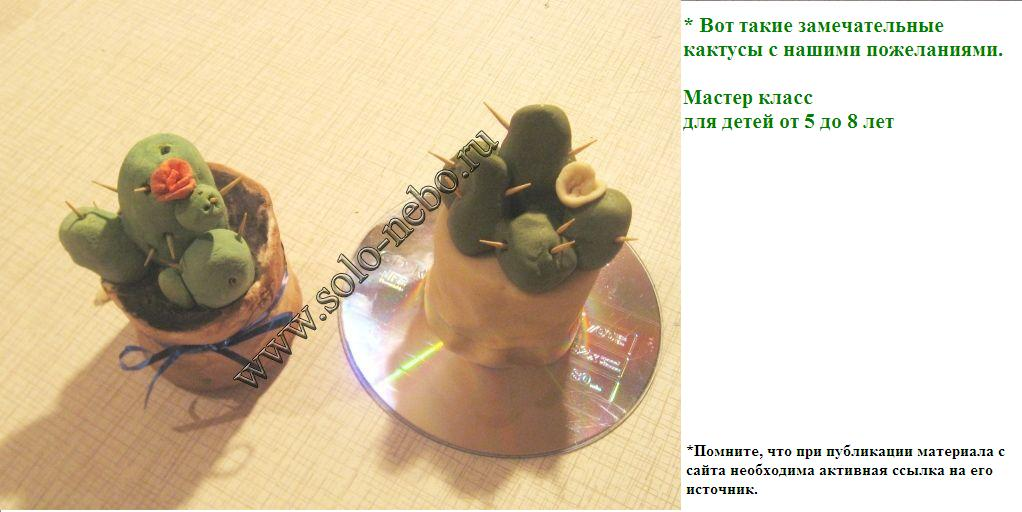 * Вот такие замечательные
кактусы с нашими пожеланиями.
Мастер класс
для детей от 5 до 8 лет
www.solo-nebo.ru
*Помните, что при публикации материала с
сайта необходима активная ссылка на его
источник.